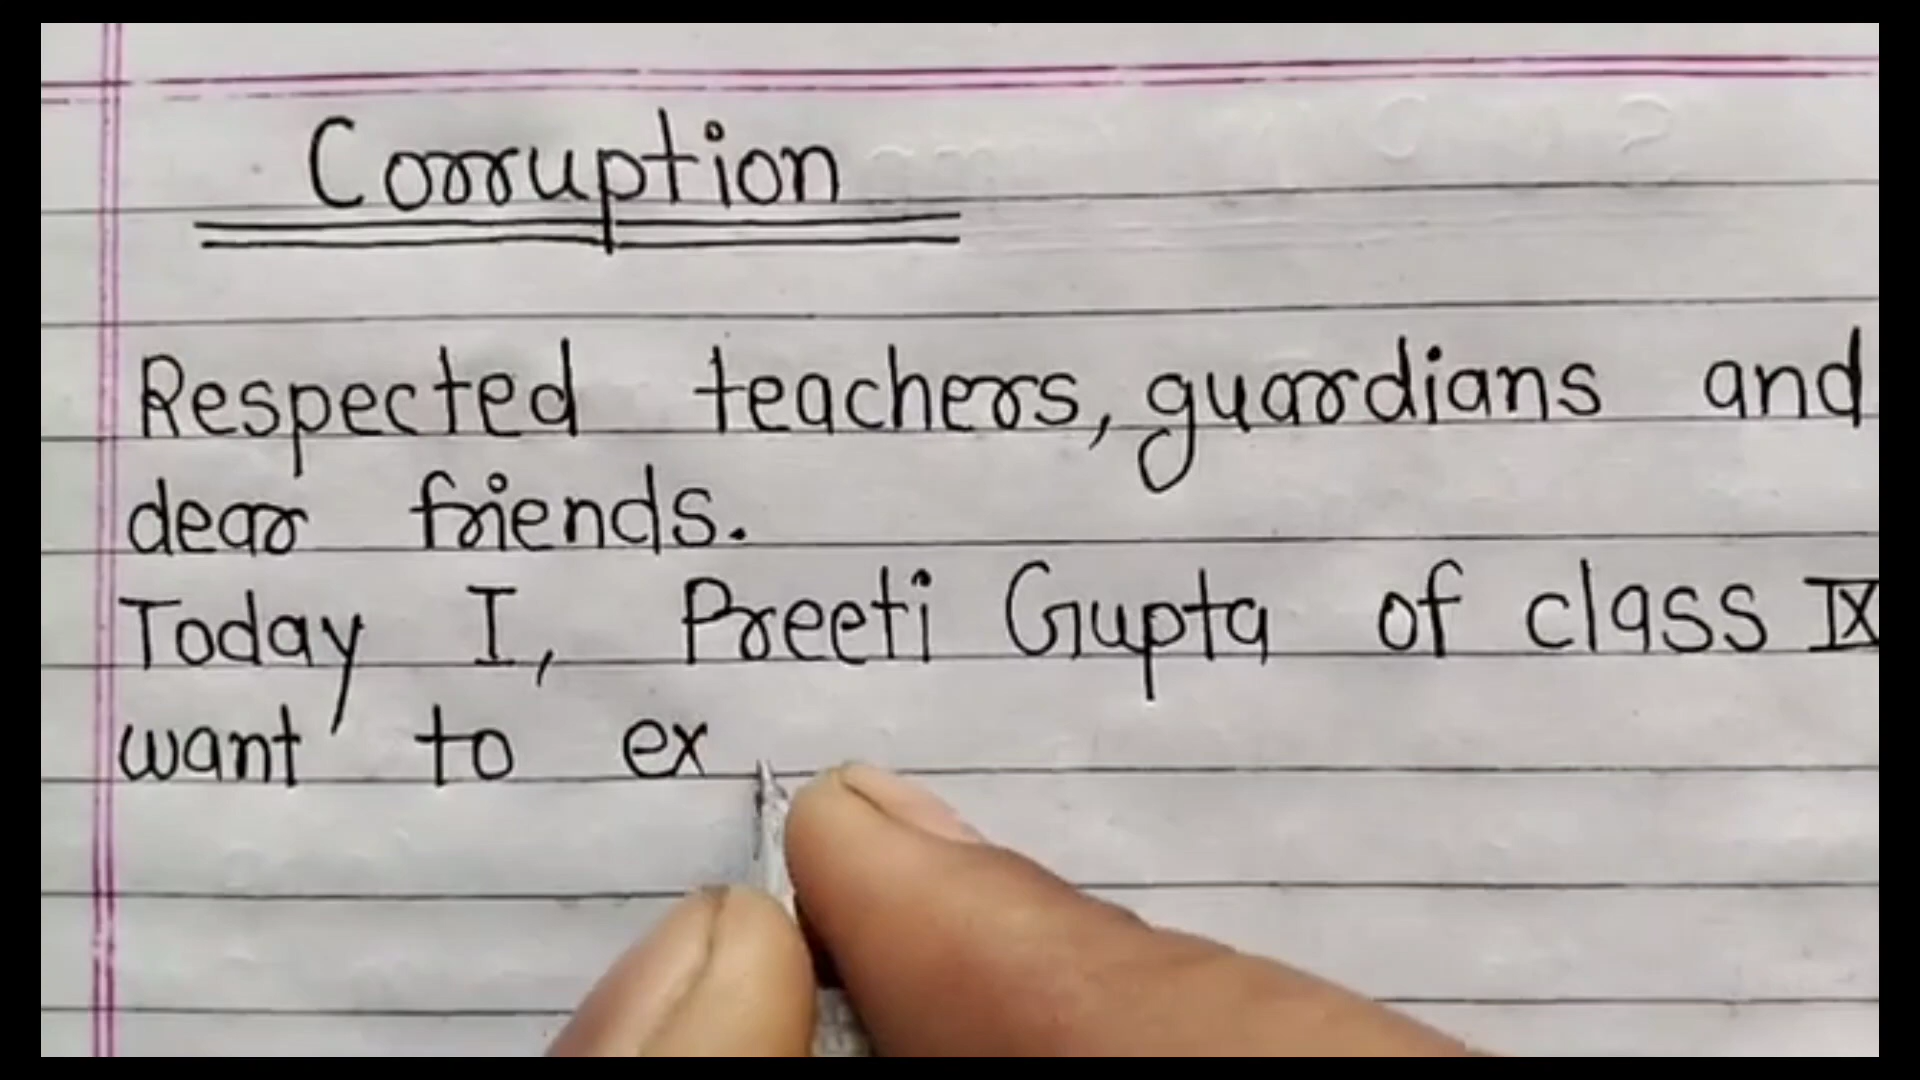 Corruption
Respected teachers, guardians and
dear friends.
Today I, Preeti Gupta of class IX
want to ex